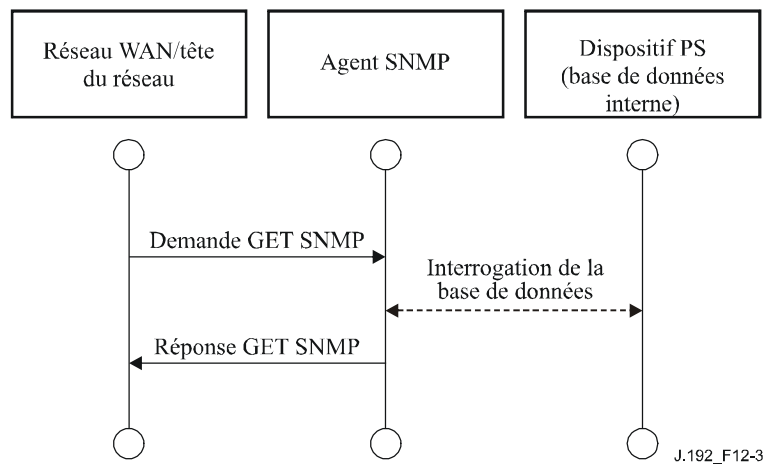 Réseau WAN/tête
du réseau
Agent SNMP
Dispositif PS
(base de données
interne)
Demande GET SNMP
Interrogation de la
base de données
Réponse GET SNMP
J.192_F12-3